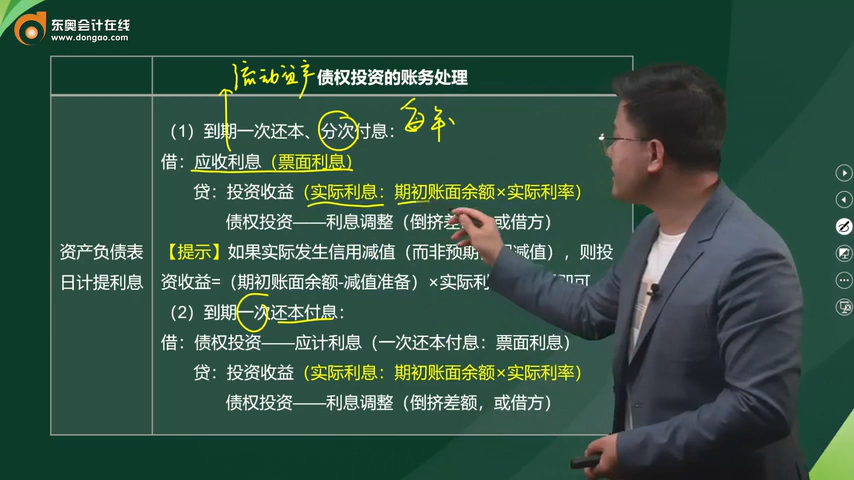 东奥会计在线
www.dongao.com
流动资产
债权投资的账务处理
每年
（1）到期一次还本、分次付息：
借：应收利息（票面利息）
贷：投资收益（实际利息：期初账面余额×实际利率）
债权投资——利息调整（倒挤差 或借方）
资产负债表
日计提利息
【提示】如果实际发生信用减值（而非预期 减值），则投
资收益=（期初账面余额-减值准备）×实际利 即可
（2）到期一次还本付息：
借：债权投资——应计利息（一次还本付息：票面利息）
贷：投资收益（实际利息：期初账面余额×实际利率）
债权投资——利息调整（倒挤差额，或借方）